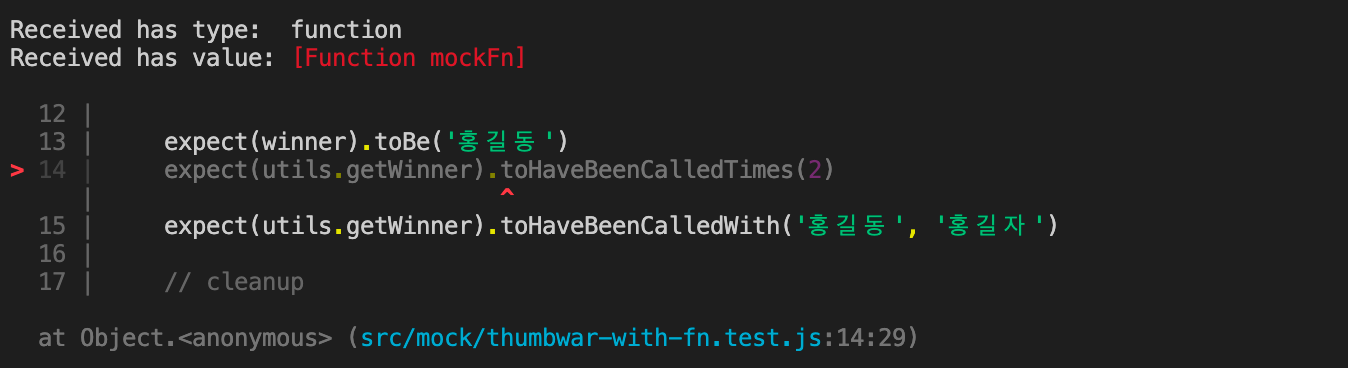 Received has type:  function
Received has value: [Function mockFn]
12 |
13 |     expect(winner).toBe('홍길동')
> 14 |     expect(utils.getWinner).toHaveBeenCalledTimes(2)
|                             ^
15 |     expect(utils.getWinner).toHaveBeenCalledWith('홍길동', '홍길자')
16 |
17 |     // cleanup
at Object.<anonymous> (src/mock/thumbwar-with-fn.test.js:14:29)